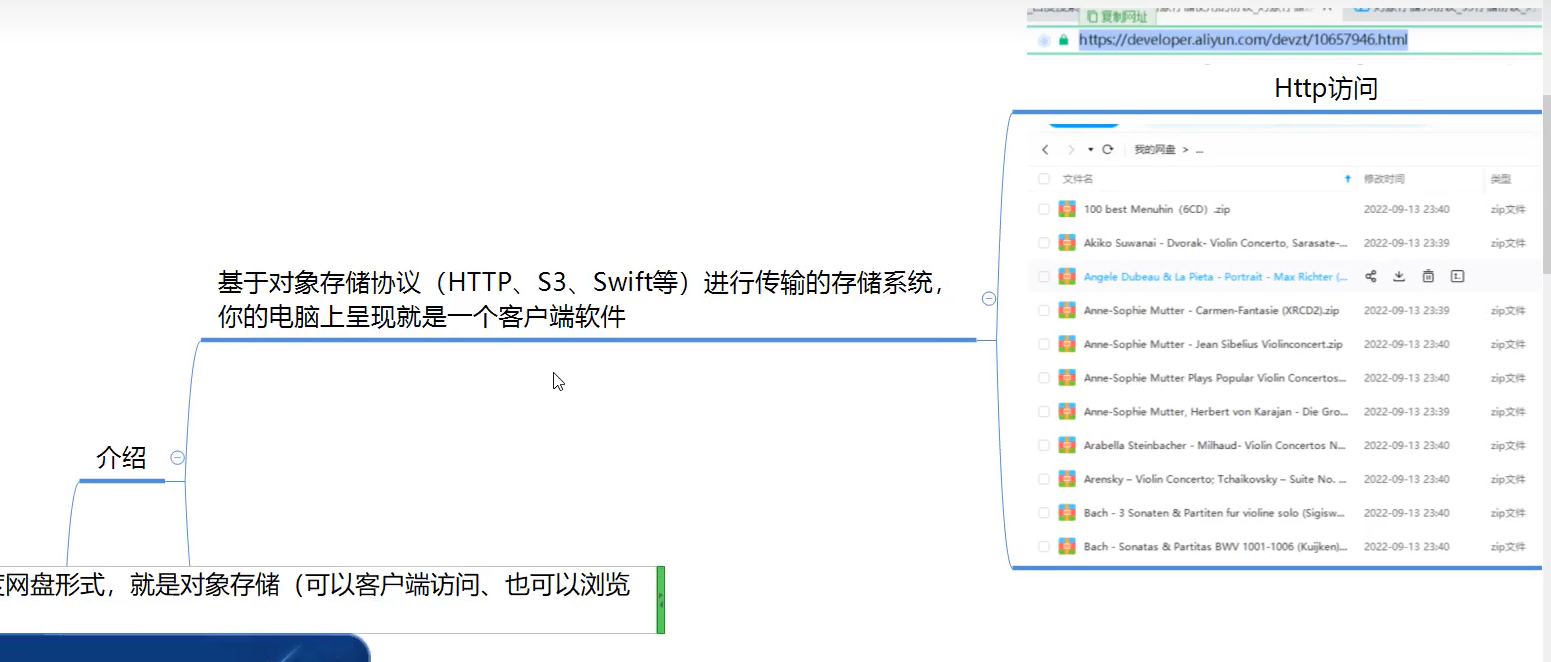 复制网址
https://developer.aliyun.com/devzt/10657946.html
Http访问
我的网盘 > ...
文件名 修改时间 类型
100 best Menuhin（6CD）.zip 2022-09-13 23:40 zip文件
Akiko Suwanai - Dvorak- Violin Concerto, Sarasate-... 2022-09-13 23:39 zip文件
Angele Dubeau & La Pieta - Portrait - Max Richter (...
Anne-Sophie Mutter - Carmen-Fantasie (XRCD2).zip 2022-09-13 23:39 zip文件
Anne-Sophie Mutter - Jean Sibelius Violinconcert.zip 2022-09-13 23:40 zip文件
Anne-Sophie Mutter Plays Popular Violin Concertos... 2022-09-13 23:40 zip文件
Anne-Sophie Mutter, Herbert von Karajan - Die Gro... 2022-09-13 23:39 zip文件
Arabella Steinbacher - Milhaud- Violin Concertos N... 2022-09-13 23:40 zip文件
Arensky – Violin Concerto; Tchaikovsky – Suite No. ... 2022-09-13 23:40 zip文件
Bach - 3 Sonaten & Partiten fur violine solo (Sigisw... 2022-09-13 23:40 zip文件
Bach - Sonatas & Partitas BWV 1001-1006 (Kuijken)... 2022-09-13 23:40 zip文件
基于对象存储协议（HTTP、S3、Swift等）进行传输的存储系统，
你的电脑上呈现就是一个客户端软件
介绍
网盘形式，就是对象存储（可以客户端访问、也可以浏览